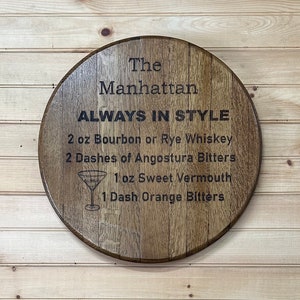 The
Manhattan
ALWAYS IN STYLE
2 oz Bourbon or Rye Whiskey
2 Dashes of Angostura Bitters
1 oz Sweet Vermouth
1 Dash Orange Bitters